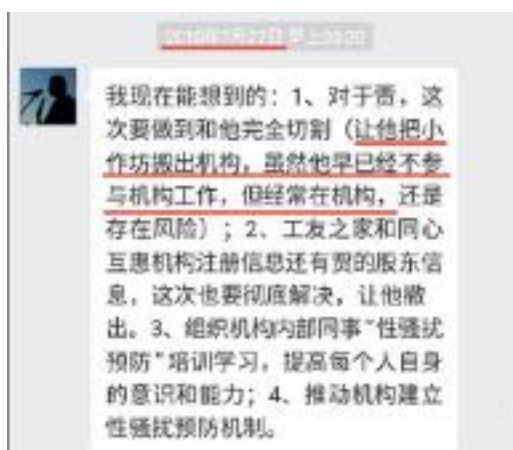 我现在能想到的：1、对于贾，这
次要做到和他完全切割（让他把小
作坊搬出机构，虽然他早已经不参
与机构工作，但经常在机构，还是
存在风险）；2、工友之家和同心
互惠机构注册信息还有贾的股东信
息，这次也要彻底解决，让他撤
出。3、组织机构内部同事“性骚扰
预防”培训学习，提高每个人自身
的意识和能力；4、推动机构建立
性骚扰预防机制。